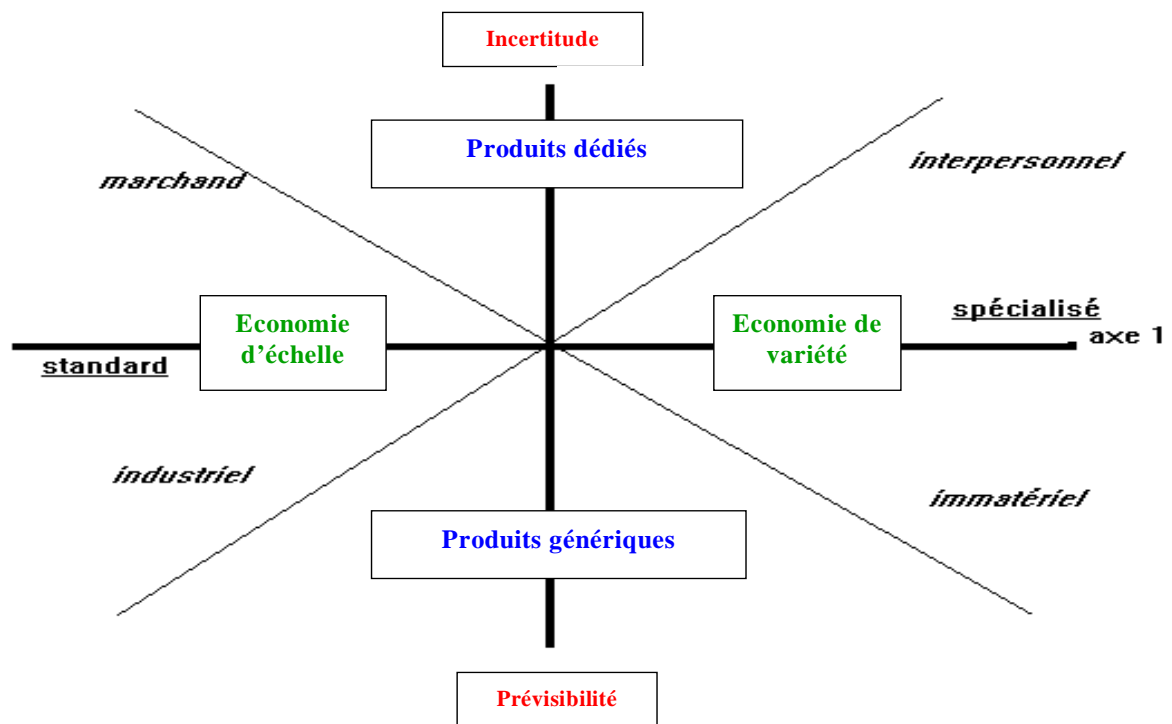 Incertitude
Produits dédiés
marchand
interpersonnel
Economie
d'échelle
Economie de
variété
spécialisé
axe 1
standard
industriel
immatériel
Produits génériques
Prévisibilité